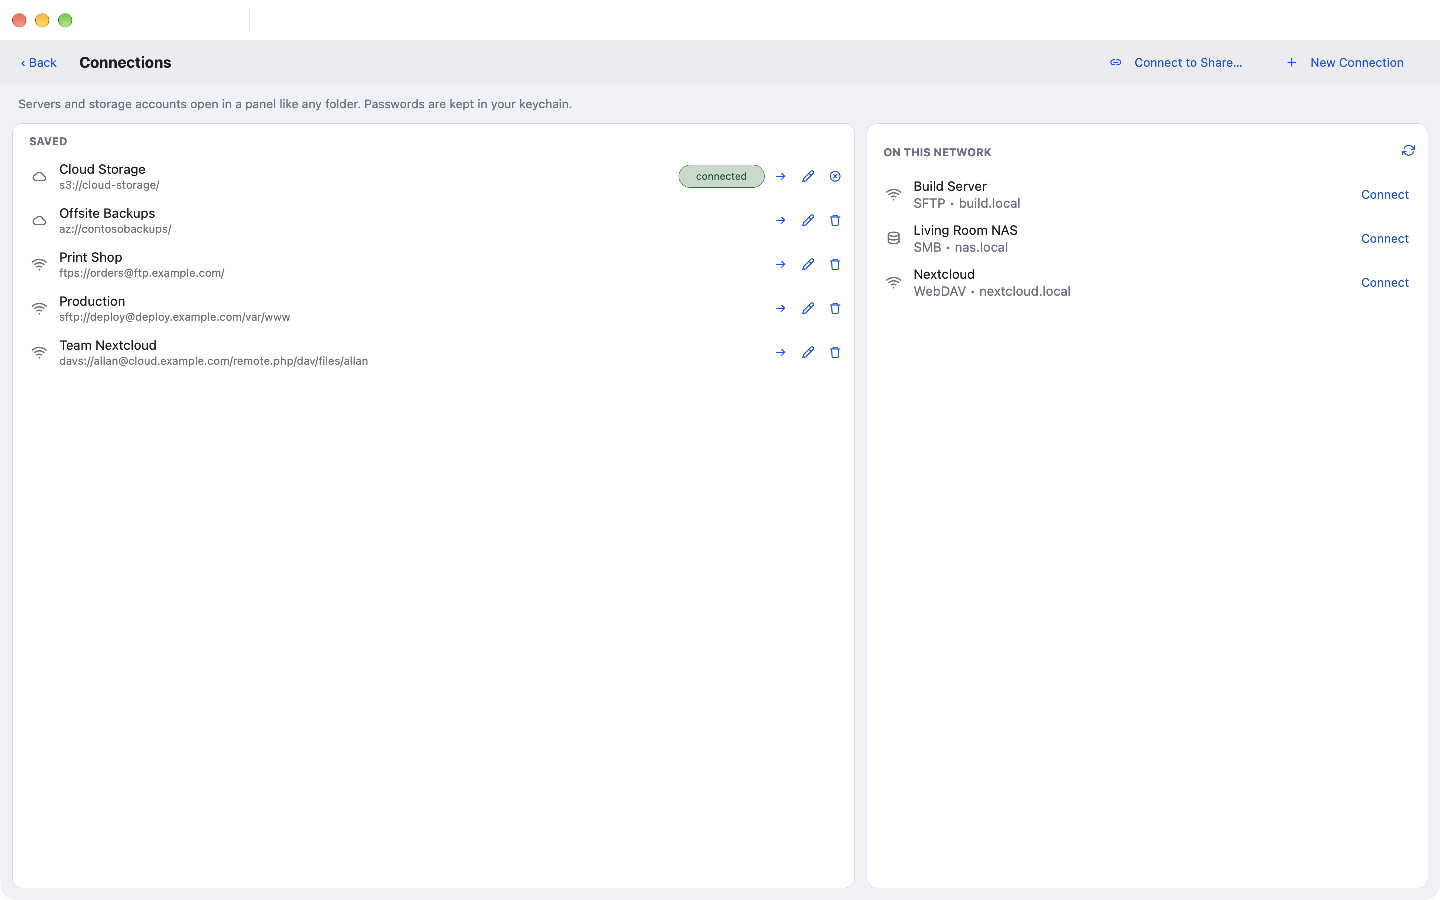 ‹ Back
Connections
Connect to Share...
+ New Connection
Servers and storage accounts open in a panel like any folder. Passwords are kept in your keychain.
SAVED
Cloud Storage
s3://cloud-storage/
connected
Offsite Backups
az://contosobackups/
Print Shop
ftps://orders@ftp.example.com/
Production
sftp://deploy@deploy.example.com/var/www
Team Nextcloud
davs://allan@cloud.example.com/remote.php/dav/files/allan
ON THIS NETWORK
Build Server
SFTP • build.local
Connect
Living Room NAS
SMB • nas.local
Connect
Nextcloud
WebDAV • nextcloud.local
Connect